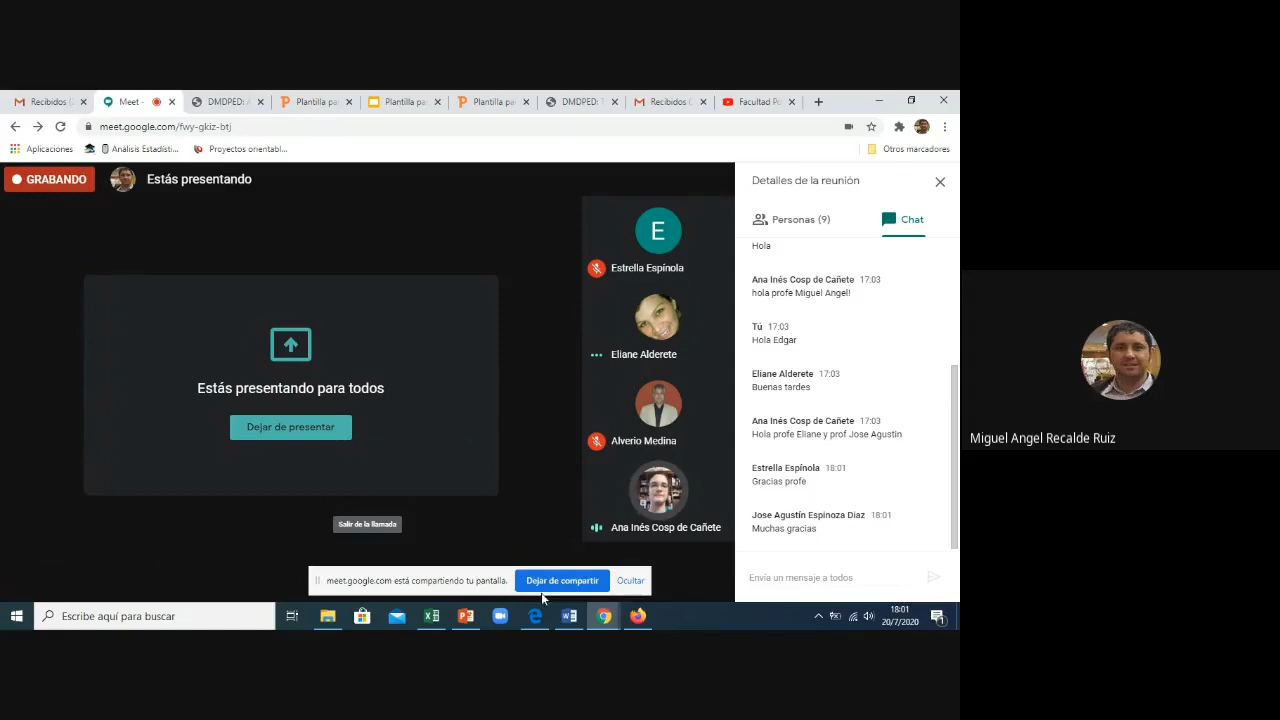 Recibidos (
Meet -
DMDPED: A
Plantilla pa
Plantilla pa
Plantilla pa
DMDPED: T
Recibidos (
Facultad Po
meet.google.com/fwy-gkiz-btj
Aplicaciones
Análisis Estadísti...
Proyectos orientabl...
Otros marcadores
GRABANDO
Estás presentando
Estás presentando para todos
Dejar de presentar
Salir de la llamada
E
Estrella Espínola
Eliane Alderete
Alverio Medina
Ana Inés Cosp de Cañete
Detalles de la reunión
Personas (9)
Chat
Hola
Ana Inés Cosp de Cañete 17:03
hola profe Miguel Angel!
Tú 17:03
Hola Edgar
Eliane Alderete 17:03
Buenas tardes
Ana Inés Cosp de Cañete 17:03
Hola profe Eliane y prof Jose Agustin
Estrella Espínola 18:01
Gracias profe
Jose Agustín Espinoza Diaz 18:01
Muchas gracias
Envía un mensaje a todos
meet.google.com está compartiendo tu pantalla.
Dejar de compartir
Ocultar
Escribe aquí para buscar
18:01
20/7/2020
Miguel Angel Recalde Ruiz